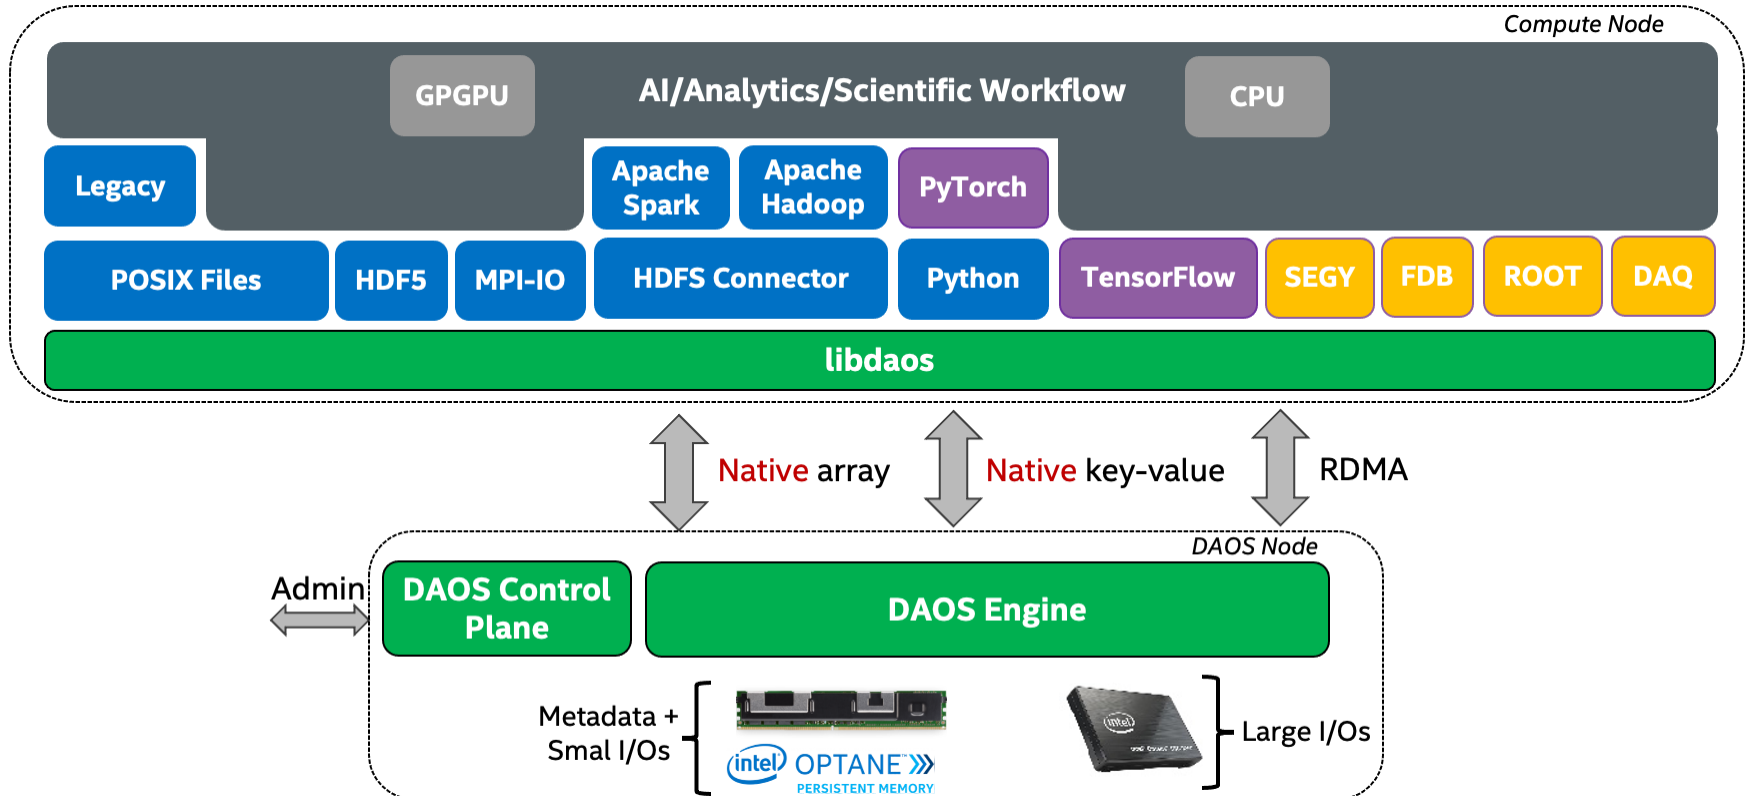 Compute Node
GPGPU
AI/Analytics/Scientific Workflow
CPU
Legacy
Apache
Spark
Apache
Hadoop
PyTorch
POSIX Files
HDF5
MPI-IO
HDFS Connector
Python
TensorFlow
SEGY
FDB
ROOT
DAQ
libdaos
Native array
Native key-value
RDMA
DAOS Node
Admin
DAOS Control
Plane
DAOS Engine
Metadata +
Smal I/Os
intel OPTANE™
PERSISTENT MEMORY
intel
Large I/Os